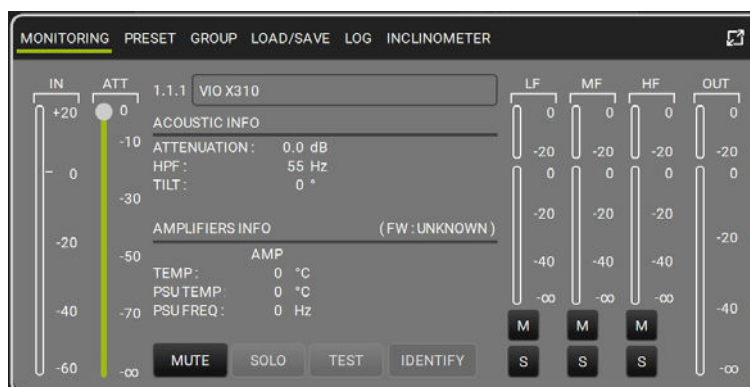 MONITORING PRESET GROUP LOAD/SAVE LOG INCLINOMETER
IN ATT LF MF HF OUT
1.1.1 VIO X310
+20 0 0 0 0 0
ACOUSTIC INFO
-10 ATTENUATION: 0.0 dB -20 -20 -20 -20
HPF: 55 Hz
0 0 0 0 0
TILT: 0 °
-30
-20 -20 -20
AMPLIFIERS INFO (FW:UNKNOWN)
-20 -20
-50 AMP -40 -40 -40
TEMP: 0 °C
PSU TEMP: 0 °C
-∞ -∞ -∞
-40 -70 PSU FREQ: 0 Hz -40
M M M
MUTE SOLO TEST IDENTIFY S S S
-60 -∞ -∞